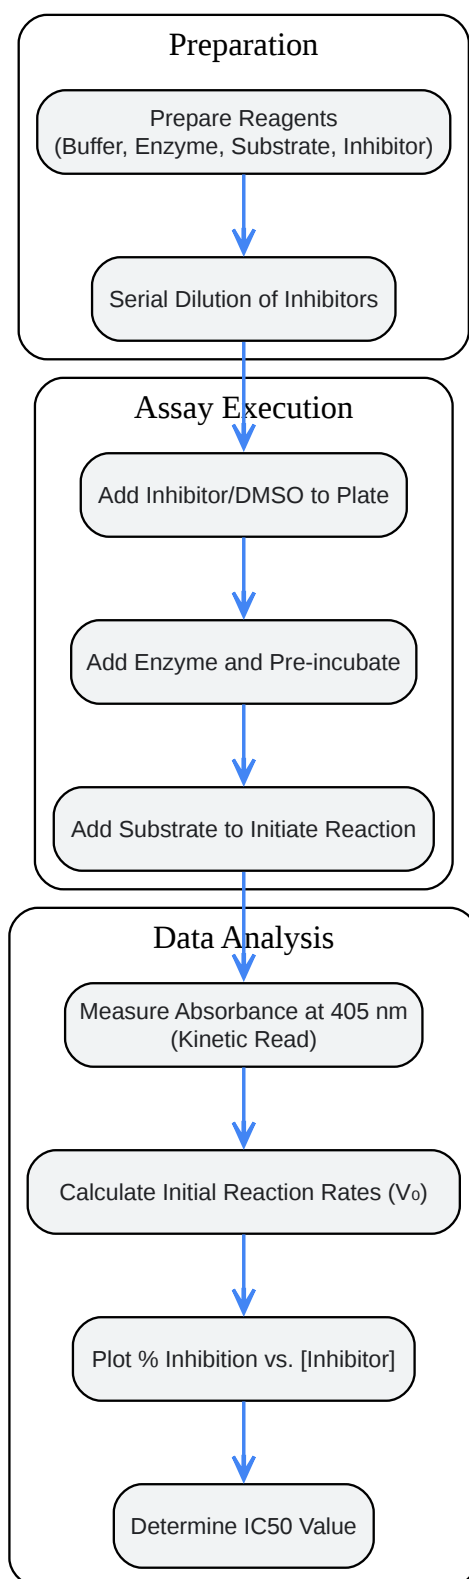 Preparation
Prepare Reagents
(Buffer, Enzyme, Substrate, Inhibitor)
Serial Dilution of Inhibitors
Assay Execution
Add Inhibitor/DMSO to Plate
Add Enzyme and Pre-incubate
Add Substrate to Initiate Reaction
Data Analysis
Measure Absorbance at 405 nm
(Kinetic Read)
Calculate Initial Reaction Rates (V₀)
Plot % Inhibition vs. [Inhibitor]
Determine IC50 Value